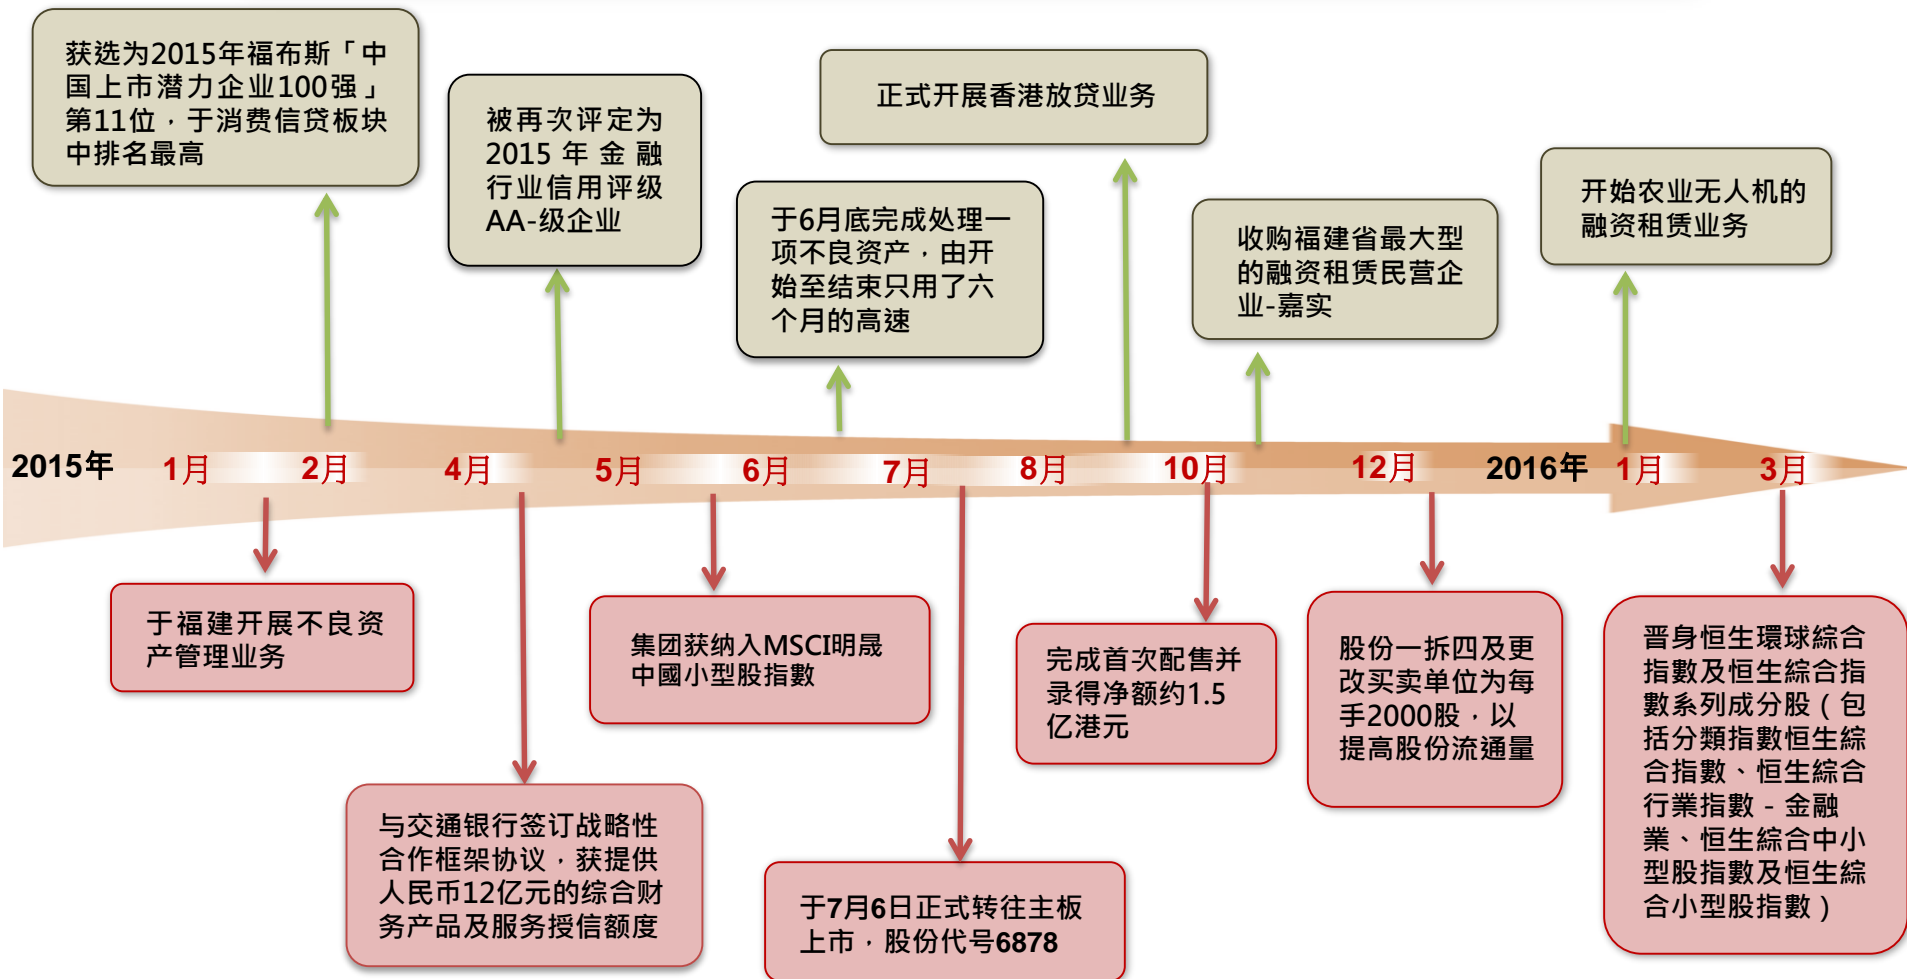 获选为2015年福布斯「中
国上市潜力企业100强」
第11位，于消费信贷板块
中排名最高
被再次评定为
2015年金融
行业信用评级
AA-级企业
于6月底完成处理一
项不良资产，由开
始至结束只用了六
个月的高速
正式开展香港放贷业务
收购福建省最大型
的融资租赁民营企
业-嘉实
开始农业无人机的
融资租赁业务
2015年 1月 2月 4月 5月 6月 7月 8月 10月 12月 2016年 1月 3月
于福建开展不良资
产管理业务
与交通银行签订战略性
合作框架协议，获提供
人民币12亿元的综合财
务产品及服务授信额度
集团获纳入MSCI明晟
中國小型股指數
于7月6日正式转往主板
上市，股份代号6878
完成首次配售并
录得净额约1.5
亿港元
股份一拆四及更
改买卖单位为每
手2000股，以
提高股份流通量
晋身恒生環球綜合
指數及恒生綜合指
數系列成分股（包
括分類指數恒生綜
合指數、恒生綜合
行業指數 - 金融
業、恒生綜合中小
型股指數及恒生綜
合小型股指數）